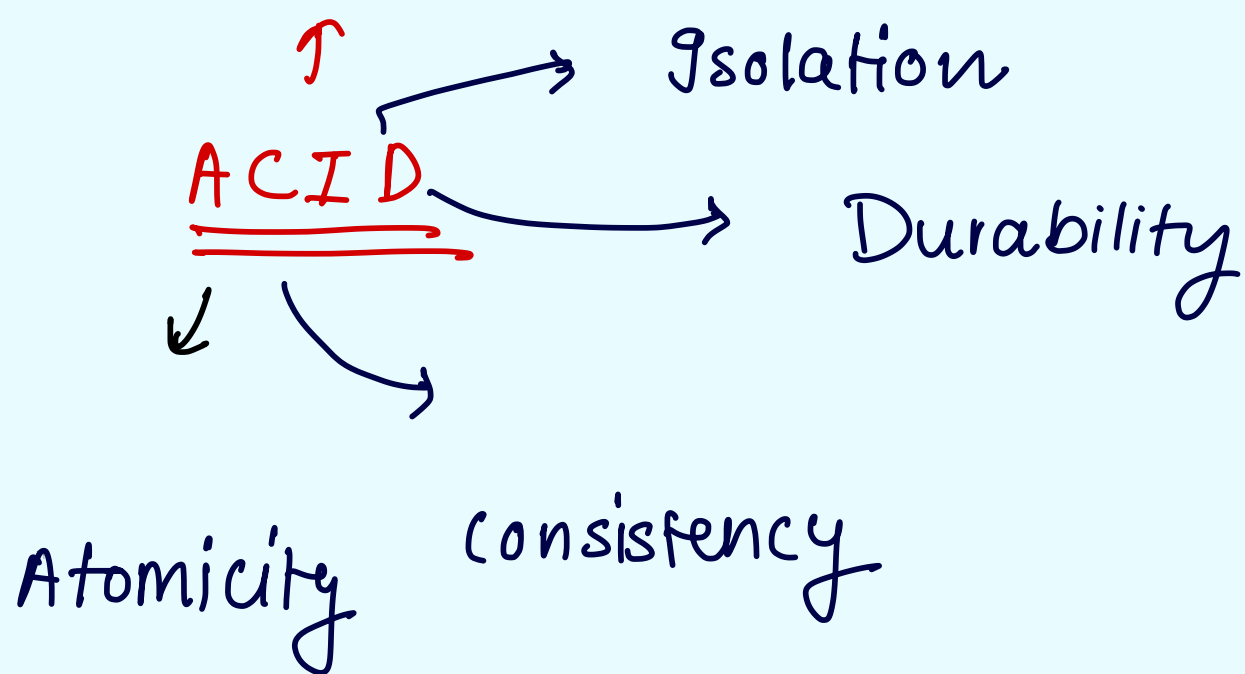 Isolation
ACID
Durability
Consistency
Atomicity